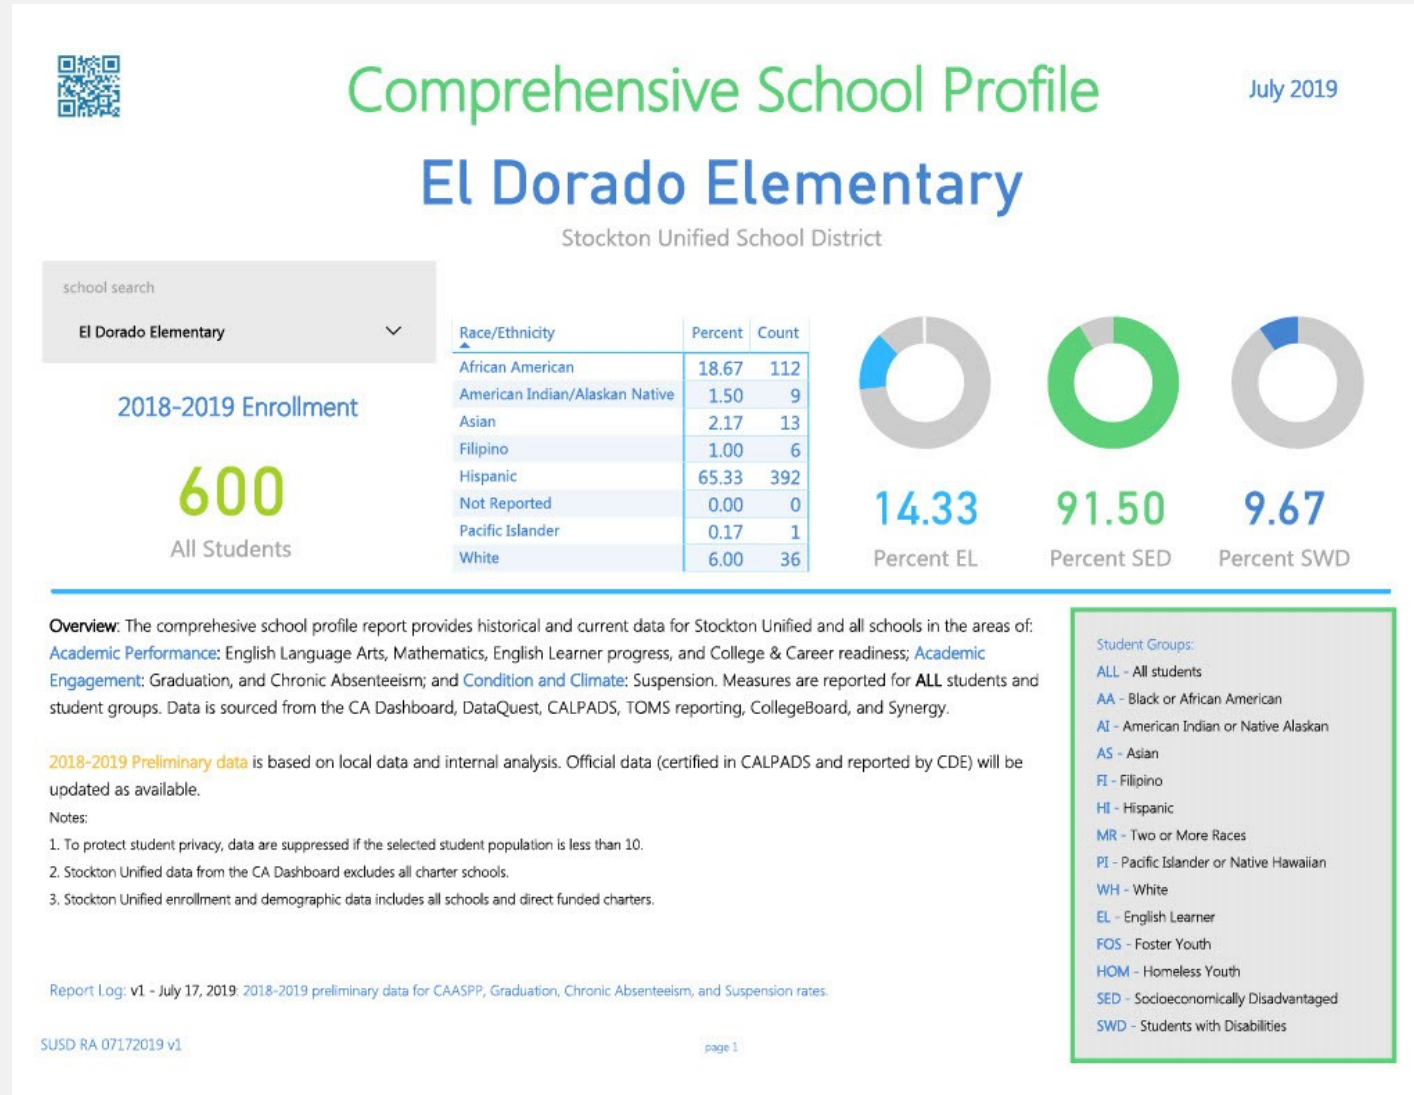 Comprehensive School Profile
July 2019
El Dorado Elementary
Stockton Unified School District
school search
El Dorado Elementary
2018-2019 Enrollment
600
All Students
Race/Ethnicity Percent Count
African American 18.67 112
American Indian/Alaskan Native 1.50 9
Asian 2.17 13
Filipino 1.00 6
Hispanic 65.33 392
Not Reported 0.00 0
Pacific Islander 0.17 1
White 6.00 36
14.33
Percent EL
91.50
Percent SED
9.67
Percent SWD
Overview: The comprehesive school profile report provides historical and current data for Stockton Unified and all schools in the areas of:
Academic Performance: English Language Arts, Mathematics, English Learner progress, and College & Career readiness; Academic
Engagement: Graduation, and Chronic Absenteeism; and Condition and Climate: Suspension. Measures are reported for ALL students and
student groups. Data is sourced from the CA Dashboard, DataQuest, CALPADS, TOMS reporting, CollegeBoard, and Synergy.
2018-2019 Preliminary data is based on local data and internal analysis. Official data (certified in CALPADS and reported by CDE) will be
updated as available.
Notes:
1. To protect student privacy, data are suppressed if the selected student population is less than 10.
2. Stockton Unified data from the CA Dashboard excludes all charter schools.
3. Stockton Unified enrollment and demographic data includes all schools and direct funded charters.
Report Log: v1 - July 17, 2019: 2018-2019 preliminary data for CAASPP, Graduation, Chronic Absenteeism, and Suspension rates.
Student Groups:
ALL - All students
AA - Black or African American
AI - American Indian or Native Alaskan
AS - Asian
FI - Filipino
HI - Hispanic
MR - Two or More Races
PI - Pacific Islander or Native Hawaiian
WH - White
EL - English Learner
FOS - Foster Youth
HOM - Homeless Youth
SED - Socioeconomically Disadvantaged
SWD - Students with Disabilities
SUSD RA 07172019 v1
page 1